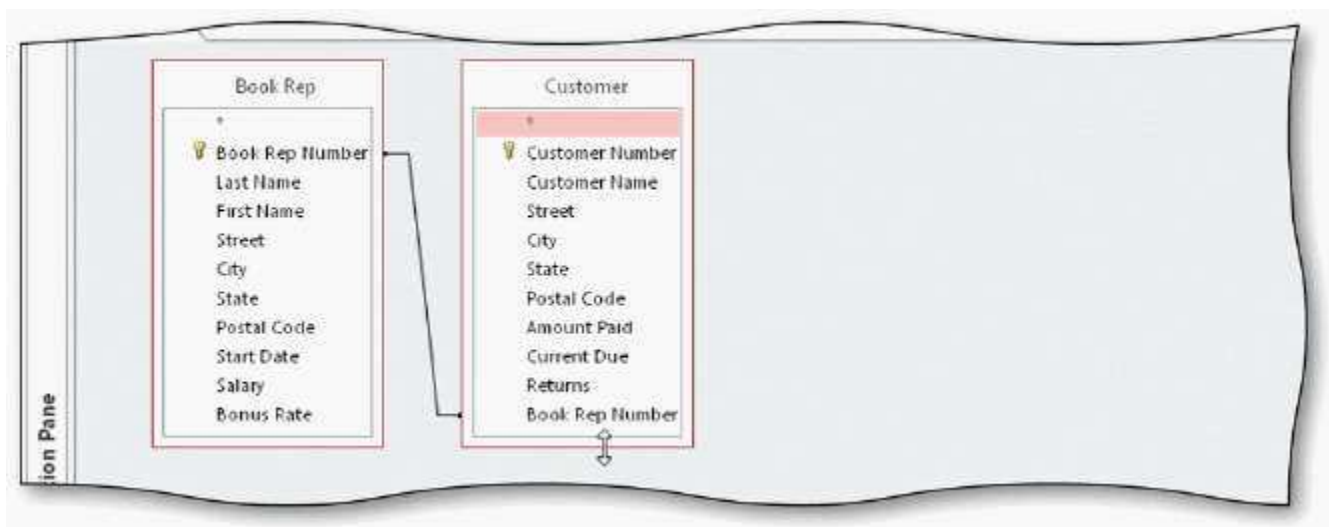 Book Rep
*
Book Rep Number
Last Name
First Name
Street
City
State
Postal Code
Start Date
Salary
Bonus Rate
Customer
*
Customer Number
Customer Name
Street
City
State
Postal Code
Amount Paid
Current Due
Returns
Book Rep Number
tion Pane